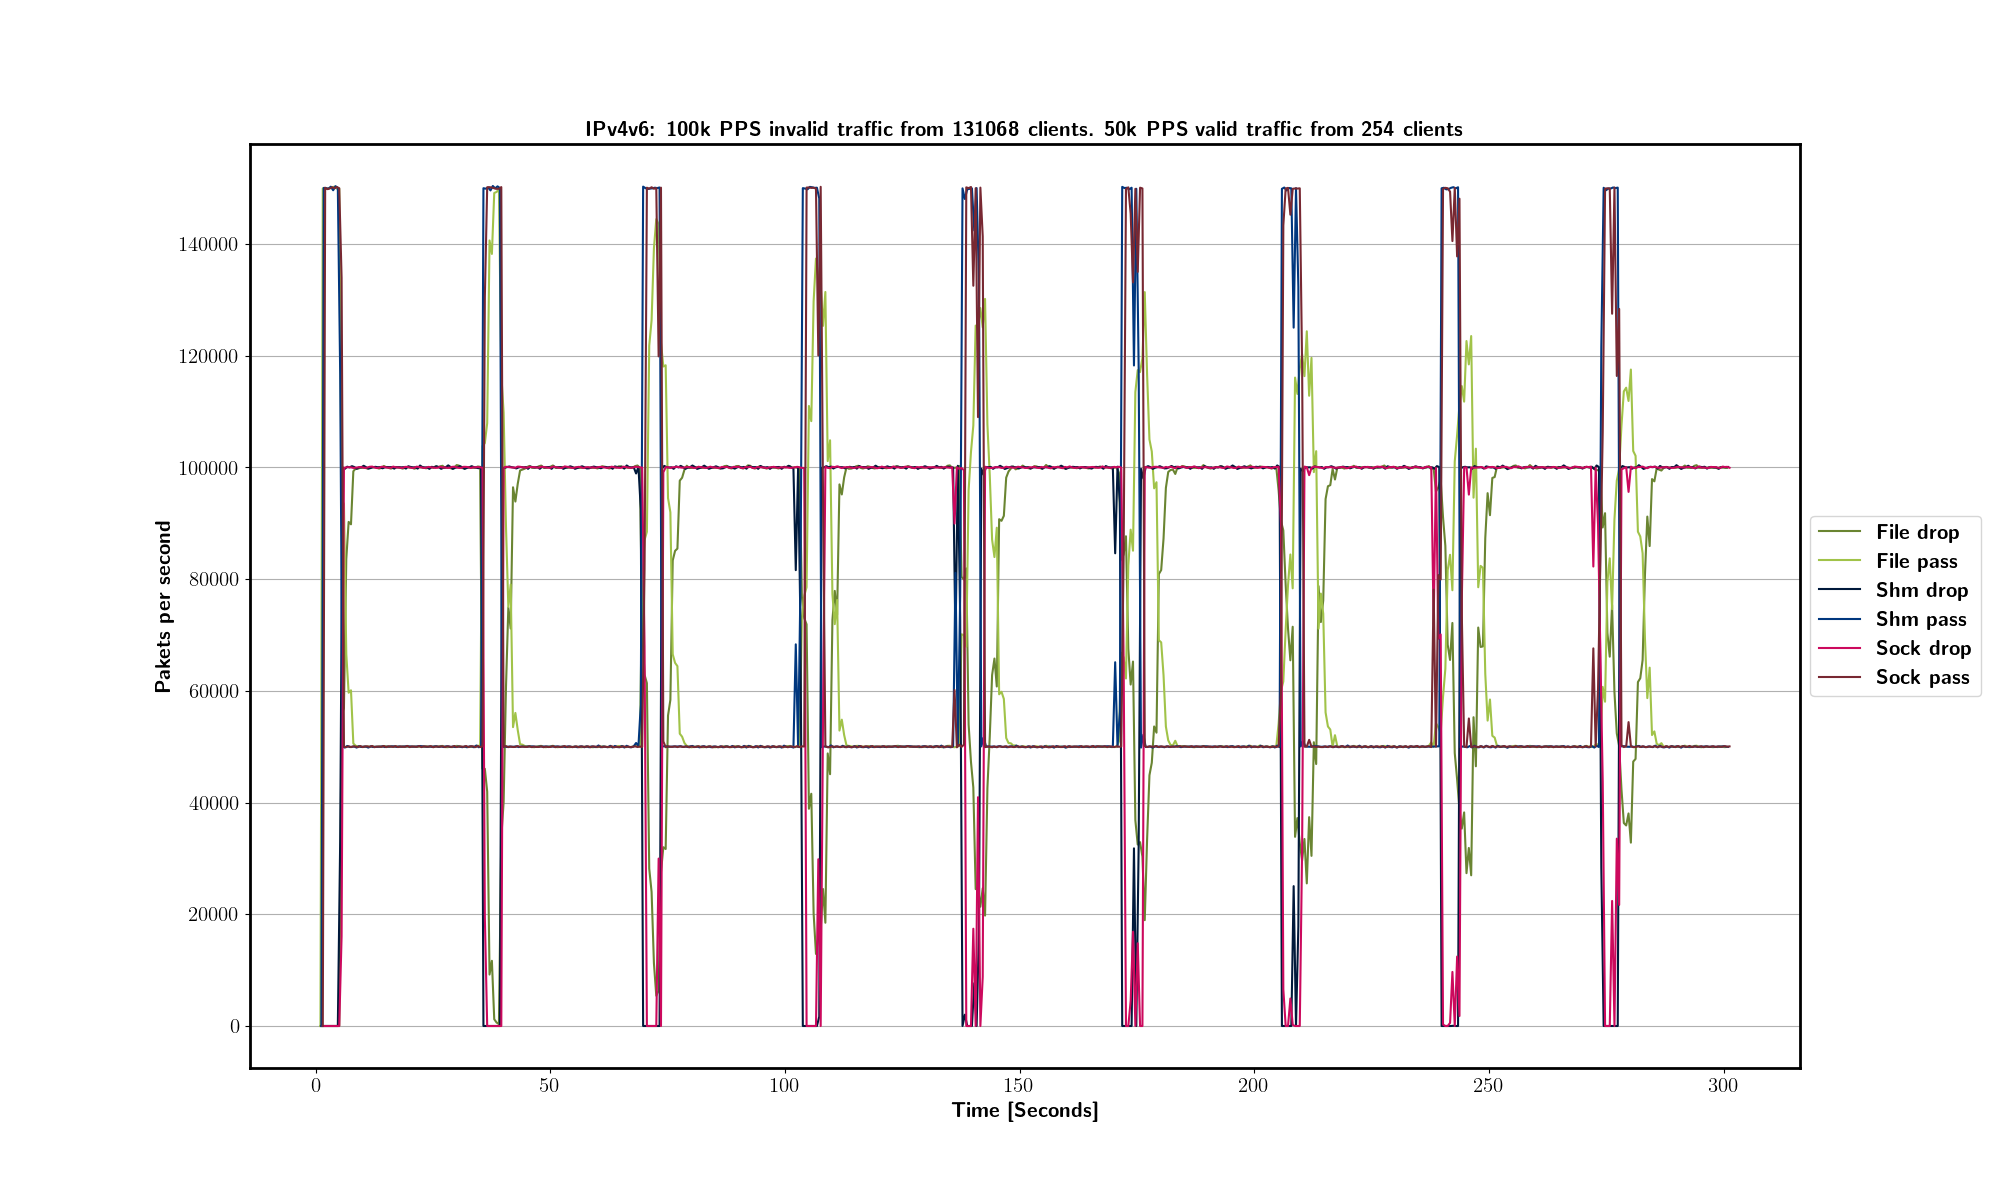 IPv4v6: 100k PPS invalid traffic from 131068 clients. 50k PPS valid traffic from 254 clients
140000
120000
100000
80000
60000
40000
20000
0
Pakets per second
0 50 100 150 200 250 300
Time [Seconds]
File drop
File pass
Shm drop
Shm pass
Sock drop
Sock pass